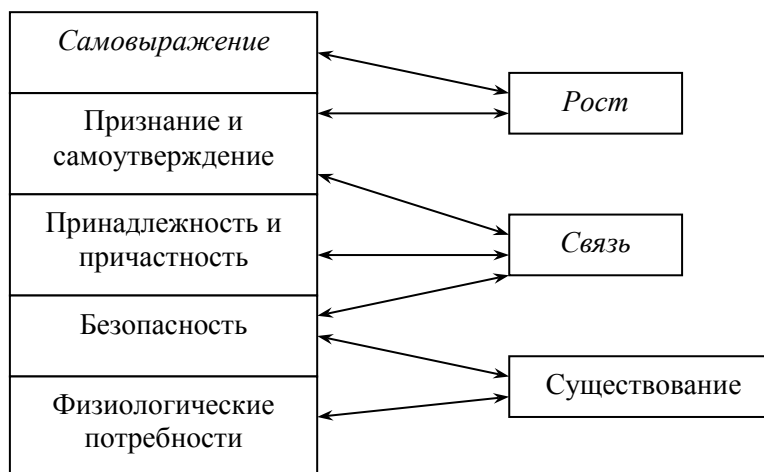 Самовыражение
Рост
Признание и
самоутверждение
Принадлежность и
причастность
Связь
Безопасность
Существование
Физиологические
потребности